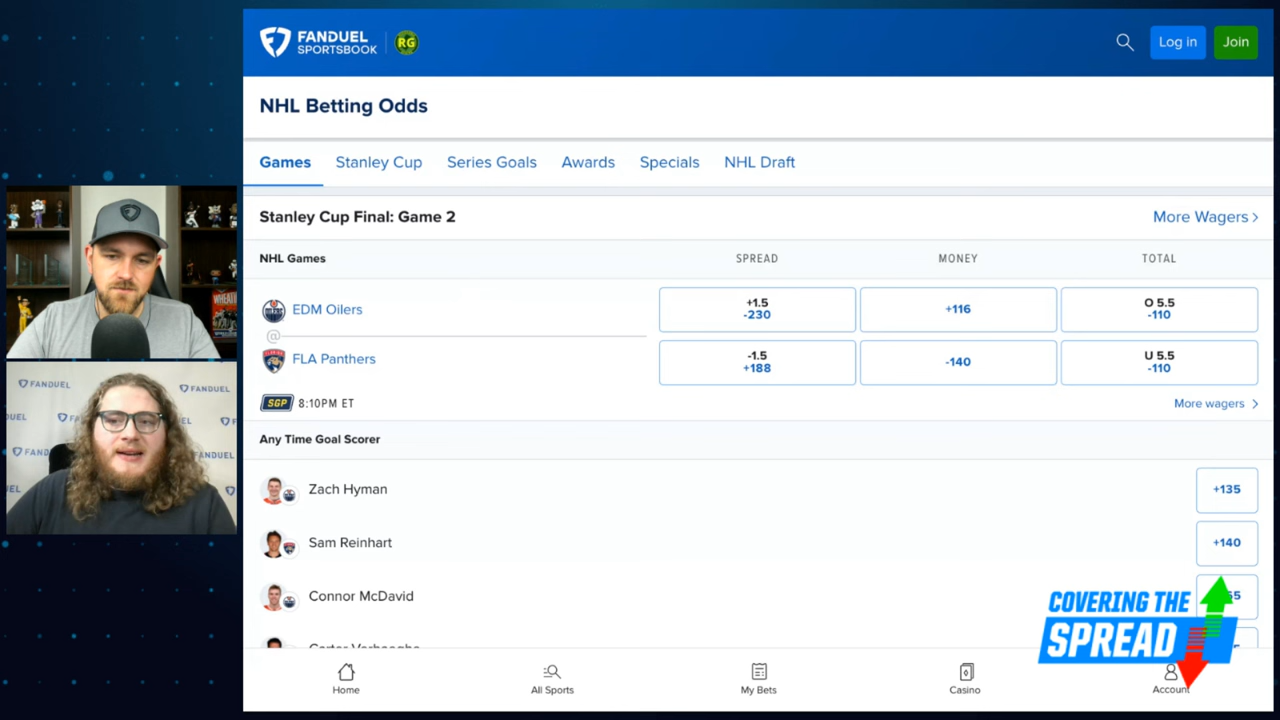 FANDUEL
SPORTSBOOK
RG
Log in
Join
NHL Betting Odds
Games
Stanley Cup
Series Goals
Awards
Specials
NHL Draft
Stanley Cup Final: Game 2
More Wagers >
NHL Games
SPREAD
MONEY
TOTAL
EDM Oilers
+1.5
-230
+116
O 5.5
-110
@
FLA Panthers
-1.5
+188
-140
U 5.5
-110
SGP
8:10PM ET
More wagers >
Any Time Goal Scorer
Zach Hyman
+135
Sam Reinhart
+140
Connor McDavid
COVERING THE
SPREAD
Home
All Sports
My Bets
Casino
Account
FANDUEL
FANDUEL